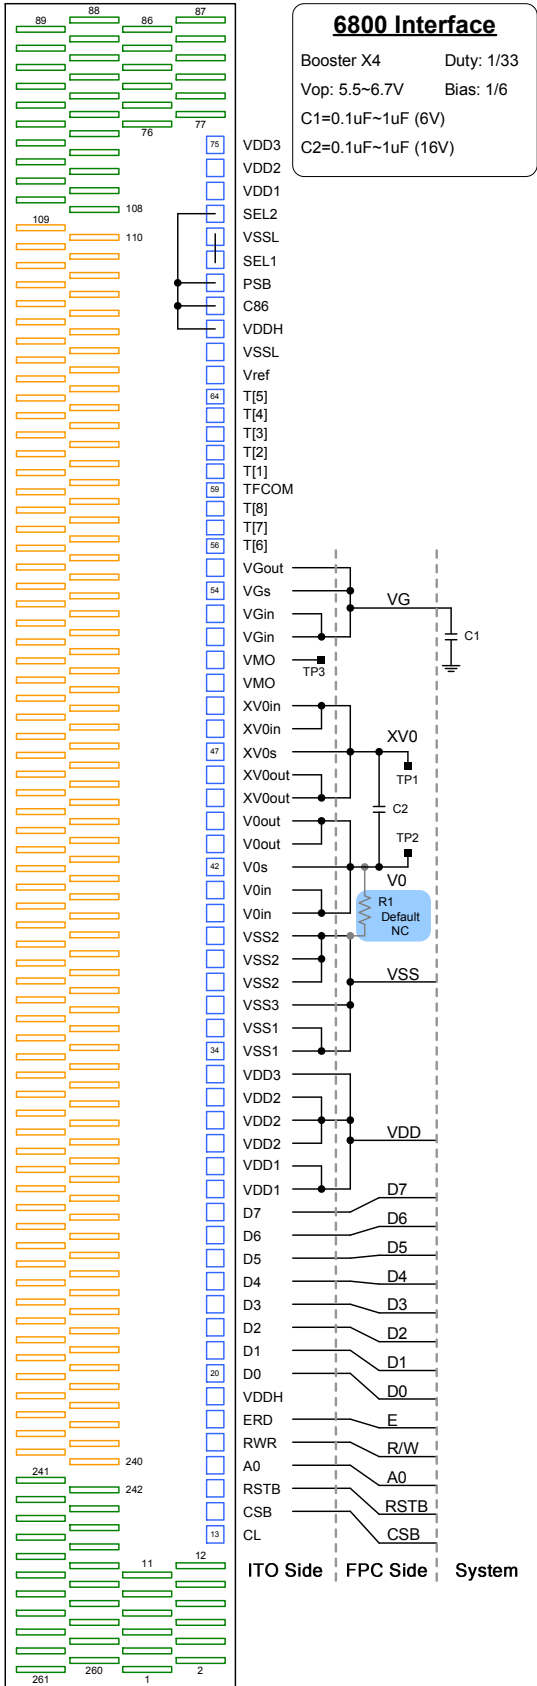 6800 Interface
Booster X4 Duty: 1/33
Vop: 5.5~6.7V Bias: 1/6
C1=0.1uF~1uF (6V)
C2=0.1uF~1uF (16V)
89
88
86
87
76
77
108
109
110
75 VDD3
VDD2
VDD1
SEL2
VSSL
SEL1
PSB
C86
VDDH
VSSL
Vref
64 T[5]
T[4]
T[3]
T[2]
T[1]
59 TFCOM
T[8]
T[7]
56 T[6]
VGout
54 VGs
VG
VGin
VGin
C1
VMO
TP3
VMO
XV0in
XV0in
XV0
47 XV0s
TP1
XV0out
XV0out
C2
V0out
V0out
TP2
42 V0s
V0
V0in
V0in
R1
Default
NC
VSS2
VSS2
VSS2
VSS
VSS3
VSS1
34 VSS1
VDD3
VDD2
VDD2
VDD2
VDD
VDD1
VDD1
D7 D7
D6 D6
D5 D5
D4 D4
D3 D3
D2 D2
D1 D1
20 D0 D0
VDDH
ERD E
RWR R/W
A0 A0
RSTB RSTB
CSB CSB
13 CL
240
241
242
11
12
261
260
1
2
ITO Side FPC Side System